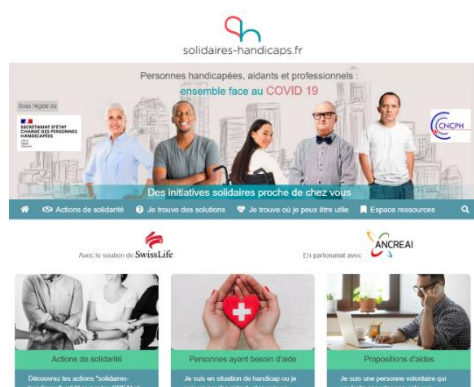 solidaires-handicaps.fr
Personnes handicapées, aidants et professionnels :
ensemble face au COVID 19
Sous l'égide du
SECRÉTARIAT D'ÉTAT
CHARGÉ DES PERSONNES
HANDICAPÉES
CNCPH
Des initiatives solidaires proche de chez vous
Actions de solidarité
Je trouve des solutions
Je trouve où je peux être utile
Espace ressources
Avec le soutien de SwissLife
En partenariat avec ANCREAI
Actions de solidarité
Personnes ayant besoin d'aide
Propositions d'aides
Découvrez les actions "solidaires-
Je suis en situation de handicap ou je
Je suis une personne volontaire qui